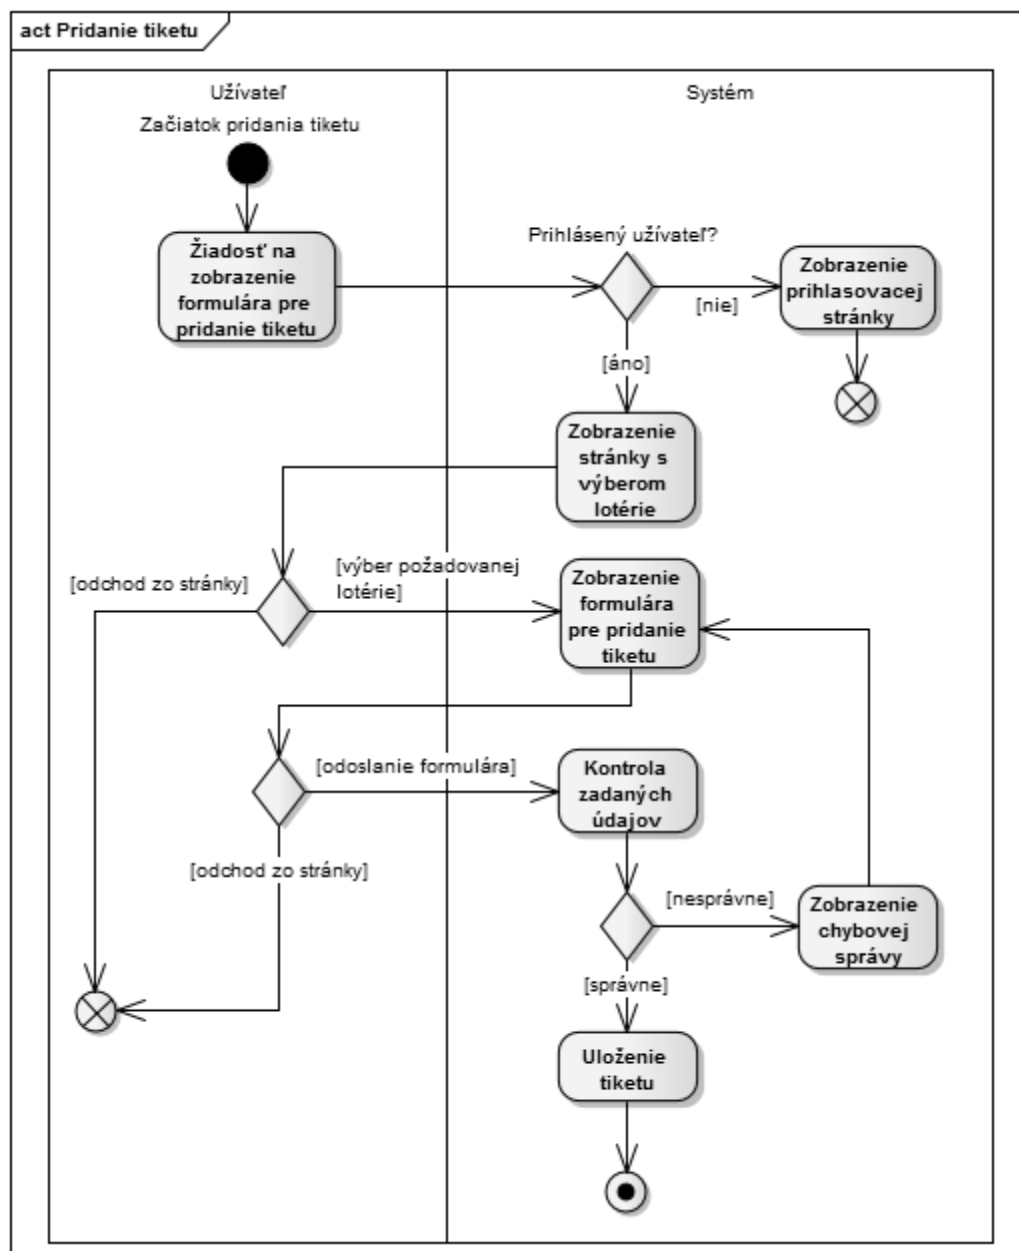 act Pridanie tiketu
Užívateľ
Systém
Začiatok pridania tiketu
Žiadosť na
zobrazenie
formulára pre
pridanie tiketu
Prihlásený užívateľ?
[nie]
Zobrazenie
prihlasovacej
stránky
[áno]
Zobrazenie
stránky s
výberom
lotérie
[odchod zo stránky]
[výber požadovanej
lotérie]
Zobrazenie
formulára
pre pridanie
tiketu
[odoslanie formulára]
Kontrola
zadaných
údajov
[odchod zo stránky]
[nesprávne]
Zobrazenie
chybovej
správy
[správne]
Uloženie
tiketu